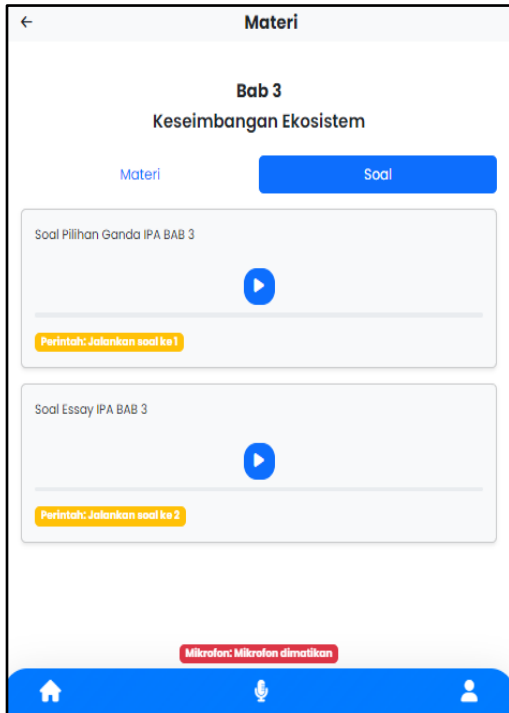 Materi
Bab 3
Keseimbangan Ekosistem
Materi
Soal
Soal Pilihan Ganda IPA BAB 3
Perintah: Jalankan soal ke 1
Soal Essay IPA BAB 3
Perintah: Jalankan soal ke 2
Mikrofon: Mikrofon dimatikan